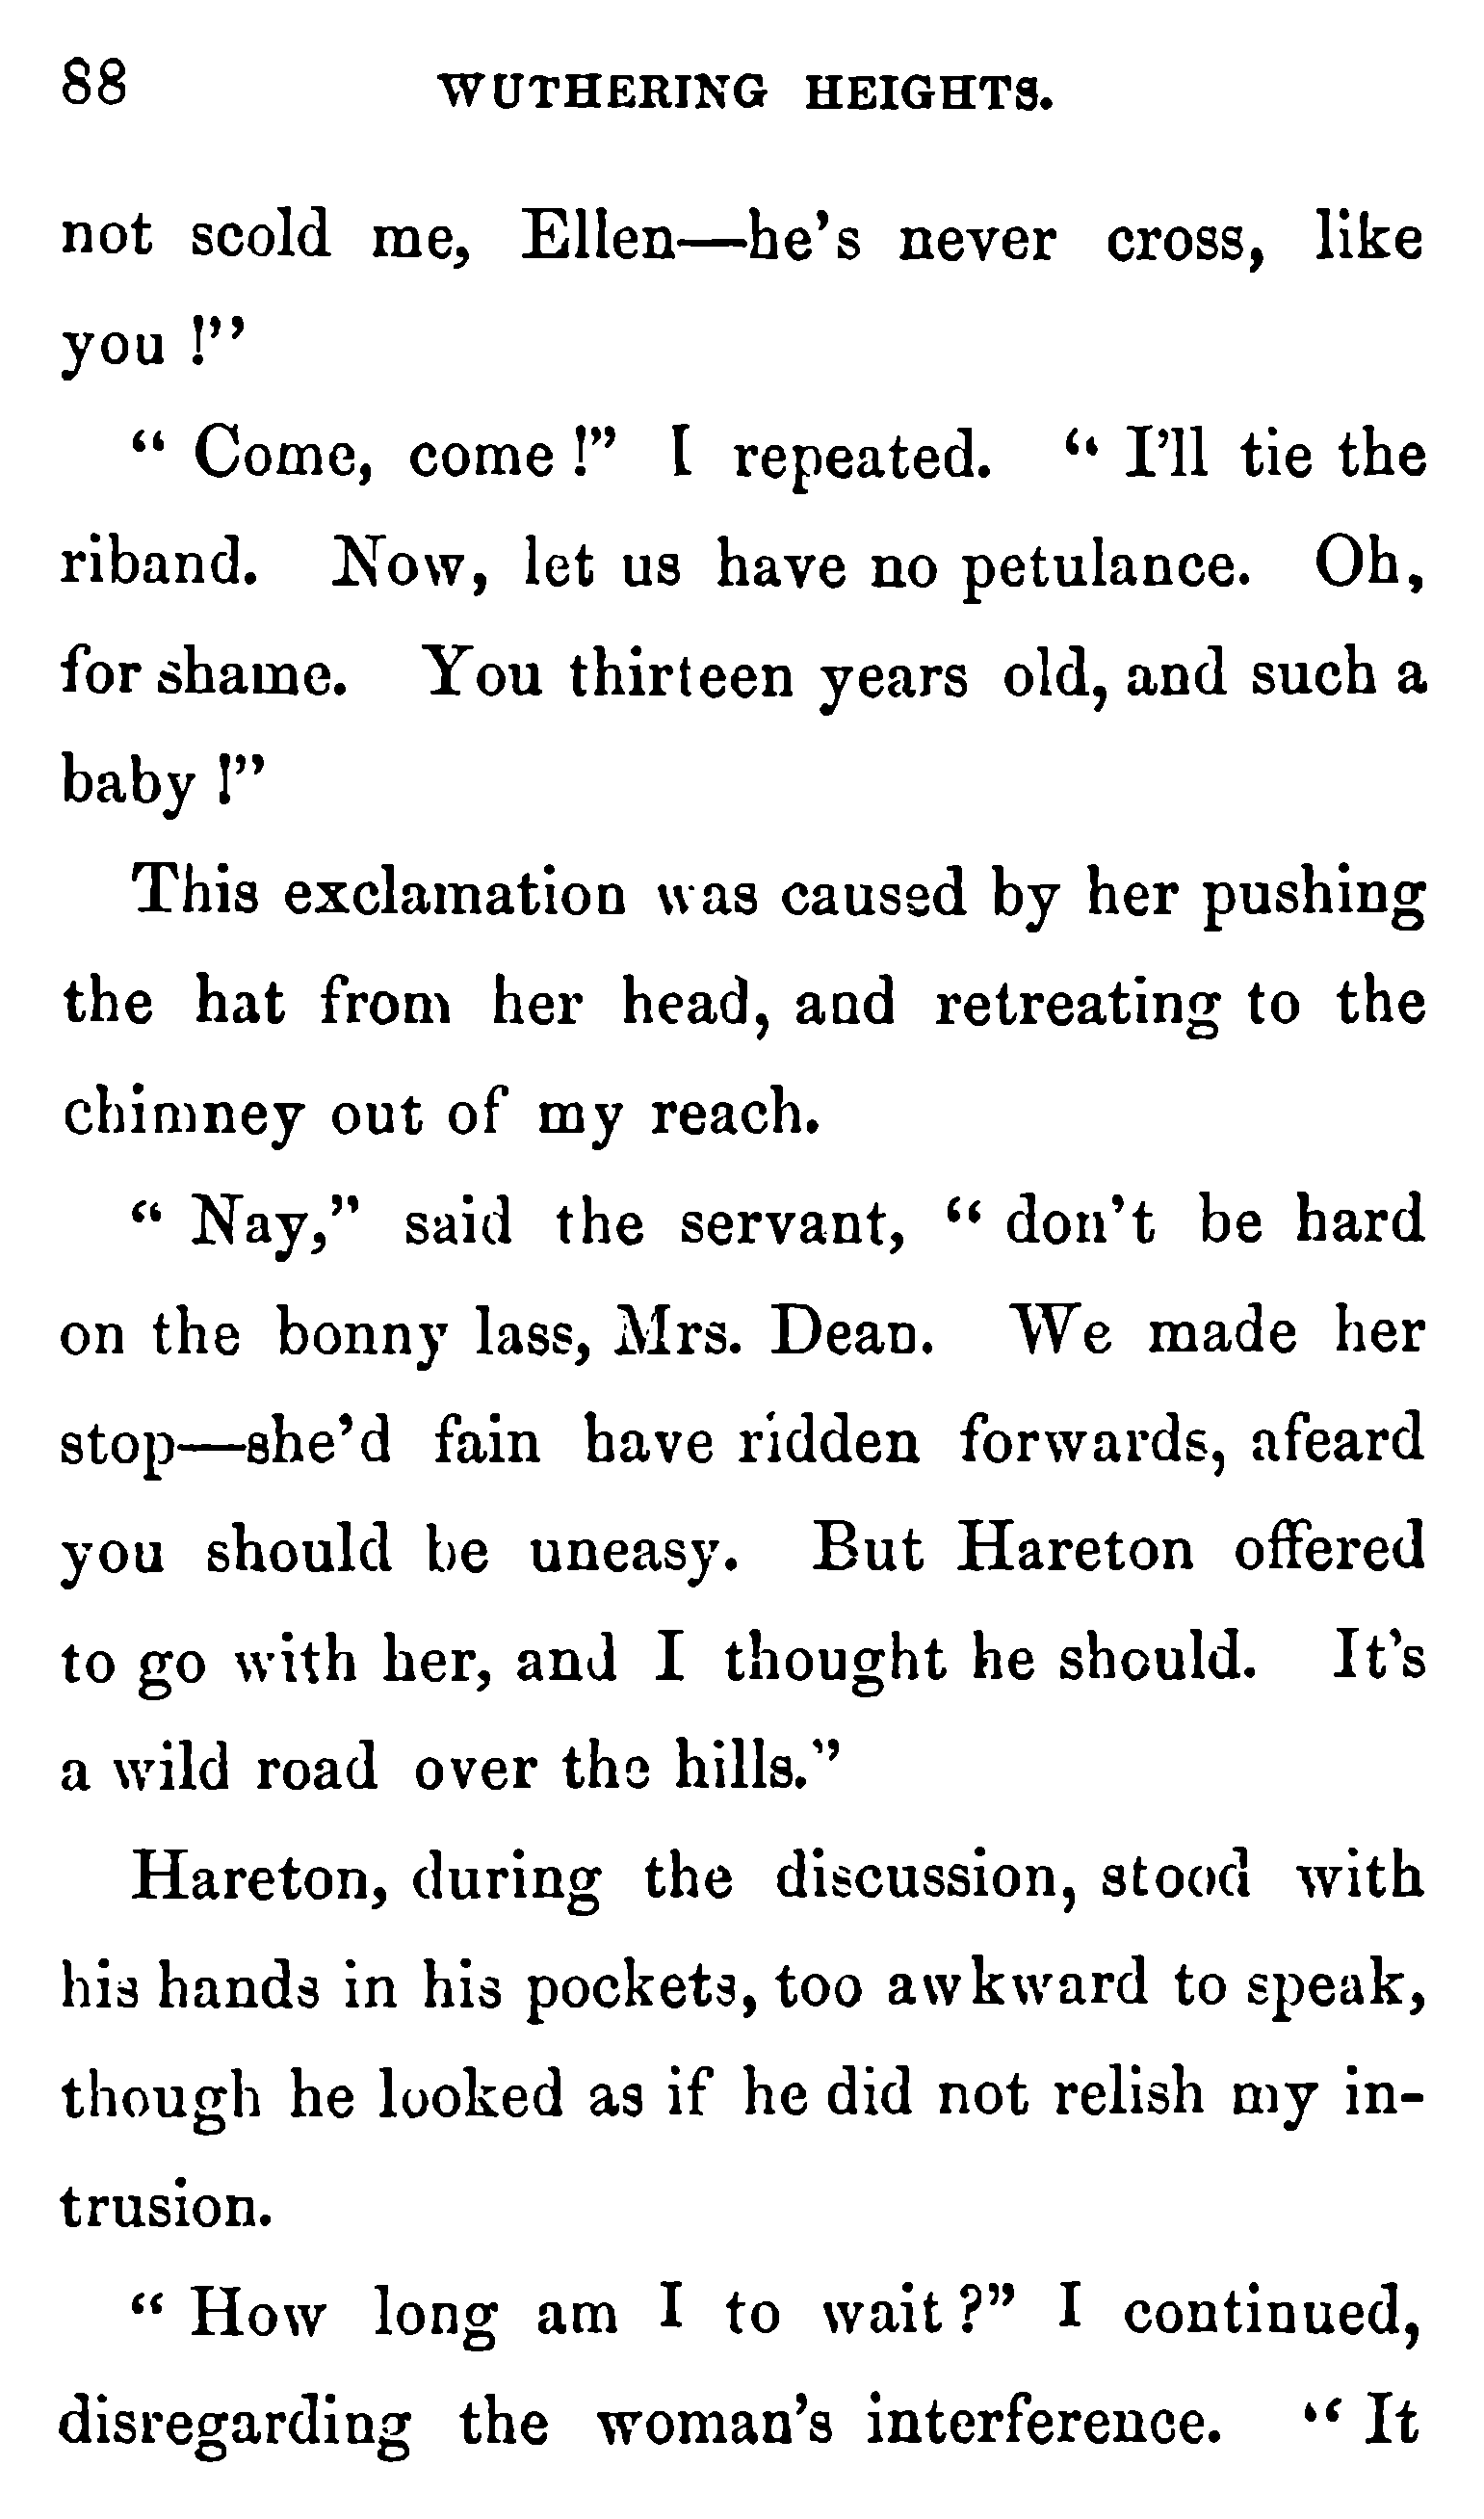 88 WUTHERING HEIGHTS.
not scold me, Ellen—he's never cross, like
you !"
" Come, come !" I repeated. " I'll tie the
riband. Now, let us have no petulance. Oh,
for shame. You thirteen years old, and such a
baby !"
This exclamation was caused by her pushing
the hat from her head, and retreating to the
chimney out of my reach.
" Nay," said the servant, " don't be hard
on the bonny lass, Mrs. Dean. We made her
stop—she'd fain have ridden forwards, afeard
you should be uneasy. But Hareton offered
to go with her, and I thought he should. It's
a wild road over the hills."
Hareton, during the discussion, stood with
his hands in his pockets, too awkward to speak,
though he looked as if he did not relish my in-
trusion.
" How long am I to wait ?" I continued,
disregarding the woman's interference. " It